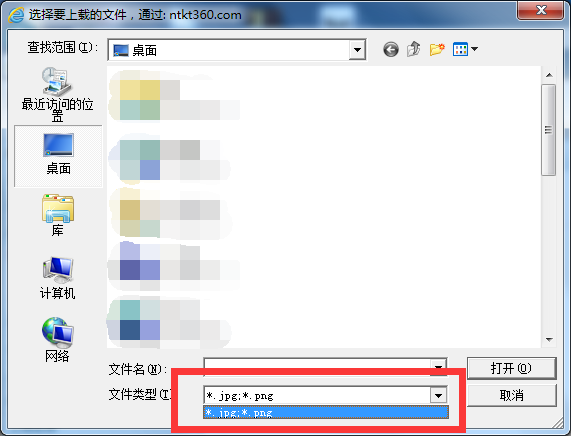 选择要上载的文件，通过: ntkt360.com
查找范围(I):
桌面
最近访问的位
置
桌面
库
计算机
网络
文件名(N):
打开(O)
文件类型(T
*.jpg;*.png
取消
*.jpg;*.png